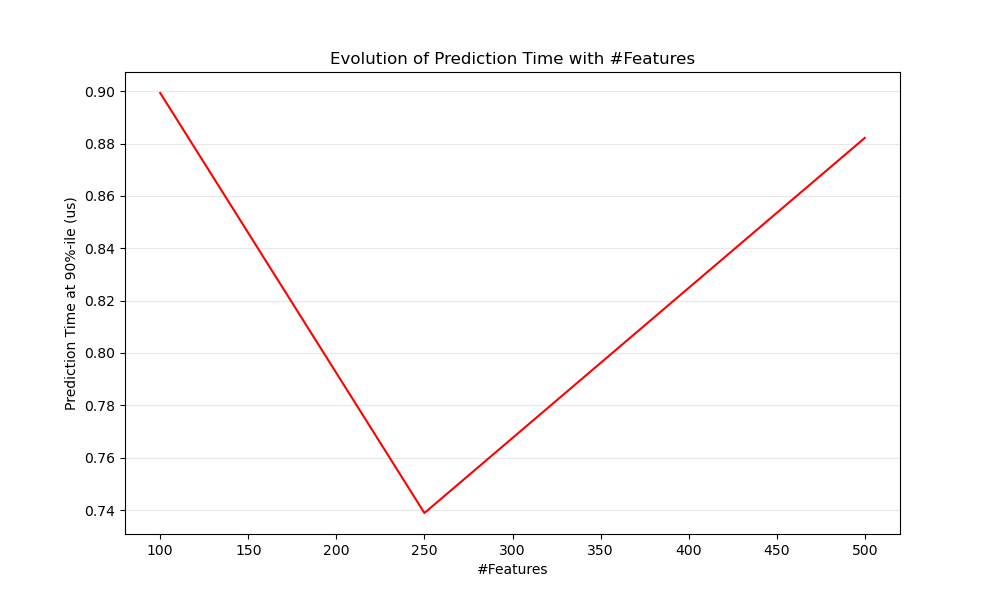 Evolution of Prediction Time with #Features
Prediction Time at 90%-ile (us)
0.90
0.88
0.86
0.84
0.82
0.80
0.78
0.76
0.74
100 150 200 250 300 350 400 450 500
#Features